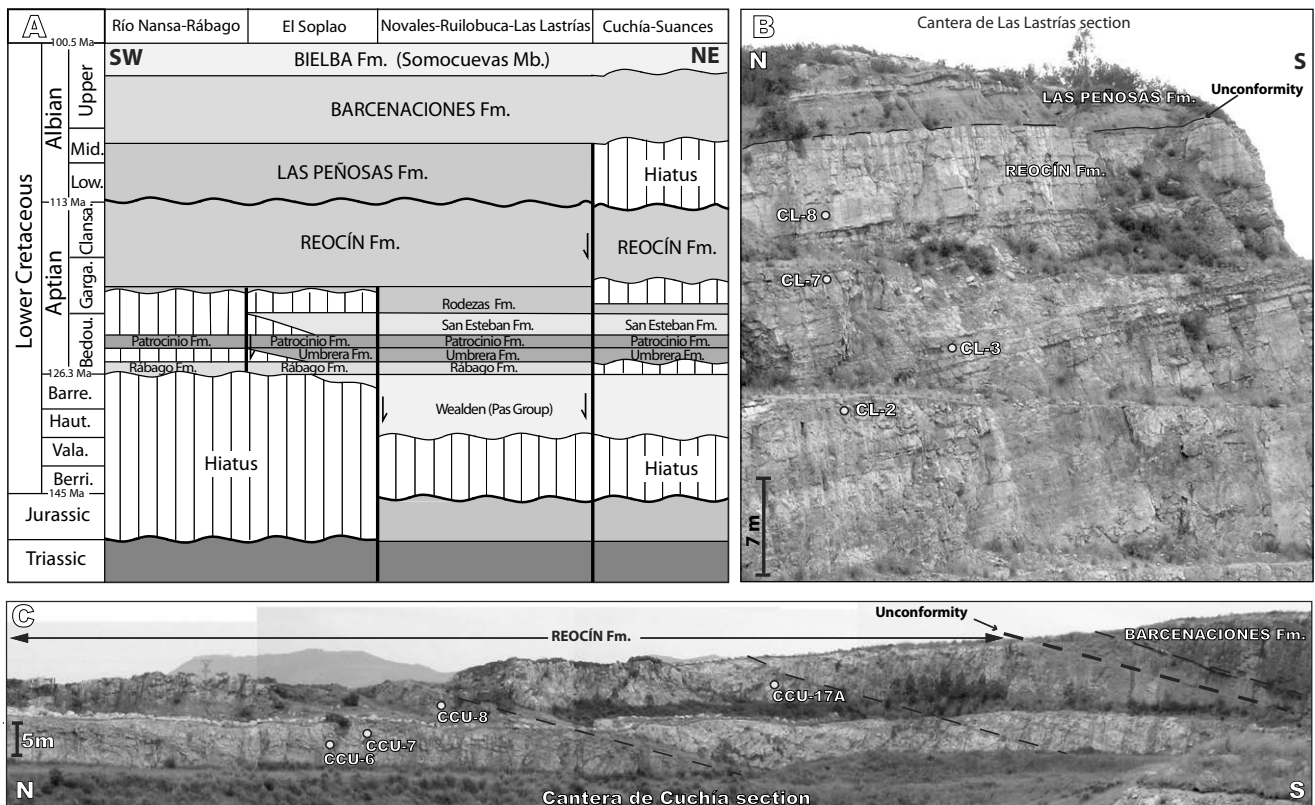 A
Río Nansa-Rábago
El Soplao
Novales-Ruilobuca-Las Lastrías
Cuchía-Suances
100.5 Ma
SW
NE
BIELBA Fm. (Somocuevas Mb.)
BARCENACIONES Fm.
LAS PEÑOSAS Fm.
Hiatus
REOCÍN Fm.
REOCÍN Fm.
Rodezas Fm.
San Esteban Fm.
San Esteban Fm.
Patrocinio Fm.
Patrocinio Fm.
Patrocinio Fm.
Patrocinio Fm.
Umbrera Fm.
Umbrera Fm.
Umbrera Fm.
Rábago Fm.
Rábago Fm.
Rábago Fm.
Wealden (Pas Group)
Hiatus
Hiatus
Lower Cretaceous
Albian
Aptian
Upper
Mid.
Low.
113 Ma
Clansa.
Garga.
Bedou.
126.3 Ma
Barre.
Haut.
Vala.
Berri.
145 Ma
Jurassic
Triassic
B
Cantera de Las Lastrías section
N
S
LAS PEÑOSAS Fm.
Unconformity
REOCÍN Fm.
CL-8
CL-7
CL-3
CL-2
7 m
C
Unconformity
REOCÍN Fm.
BARCENACIONES Fm.
CCU-17A
CCU-8
CCU-7
CCU-6
5m
N
S
Cantera de Cuchía section